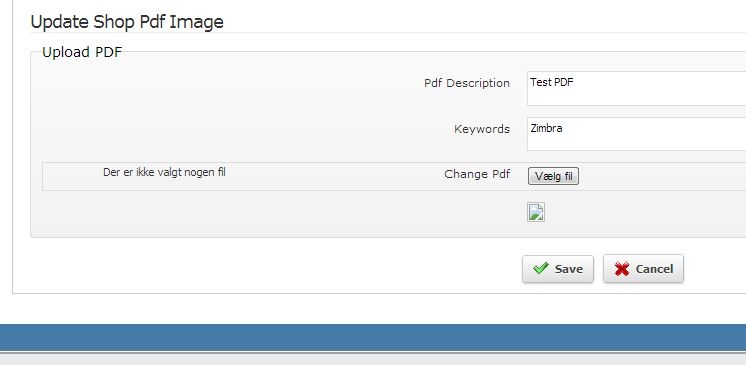 Update Shop Pdf Image
Upload PDF
Pdf Description
Test PDF
Keywords
Zimbra
Der er ikke valgt nogen fil
Change Pdf
Vælg fil
Save
Cancel